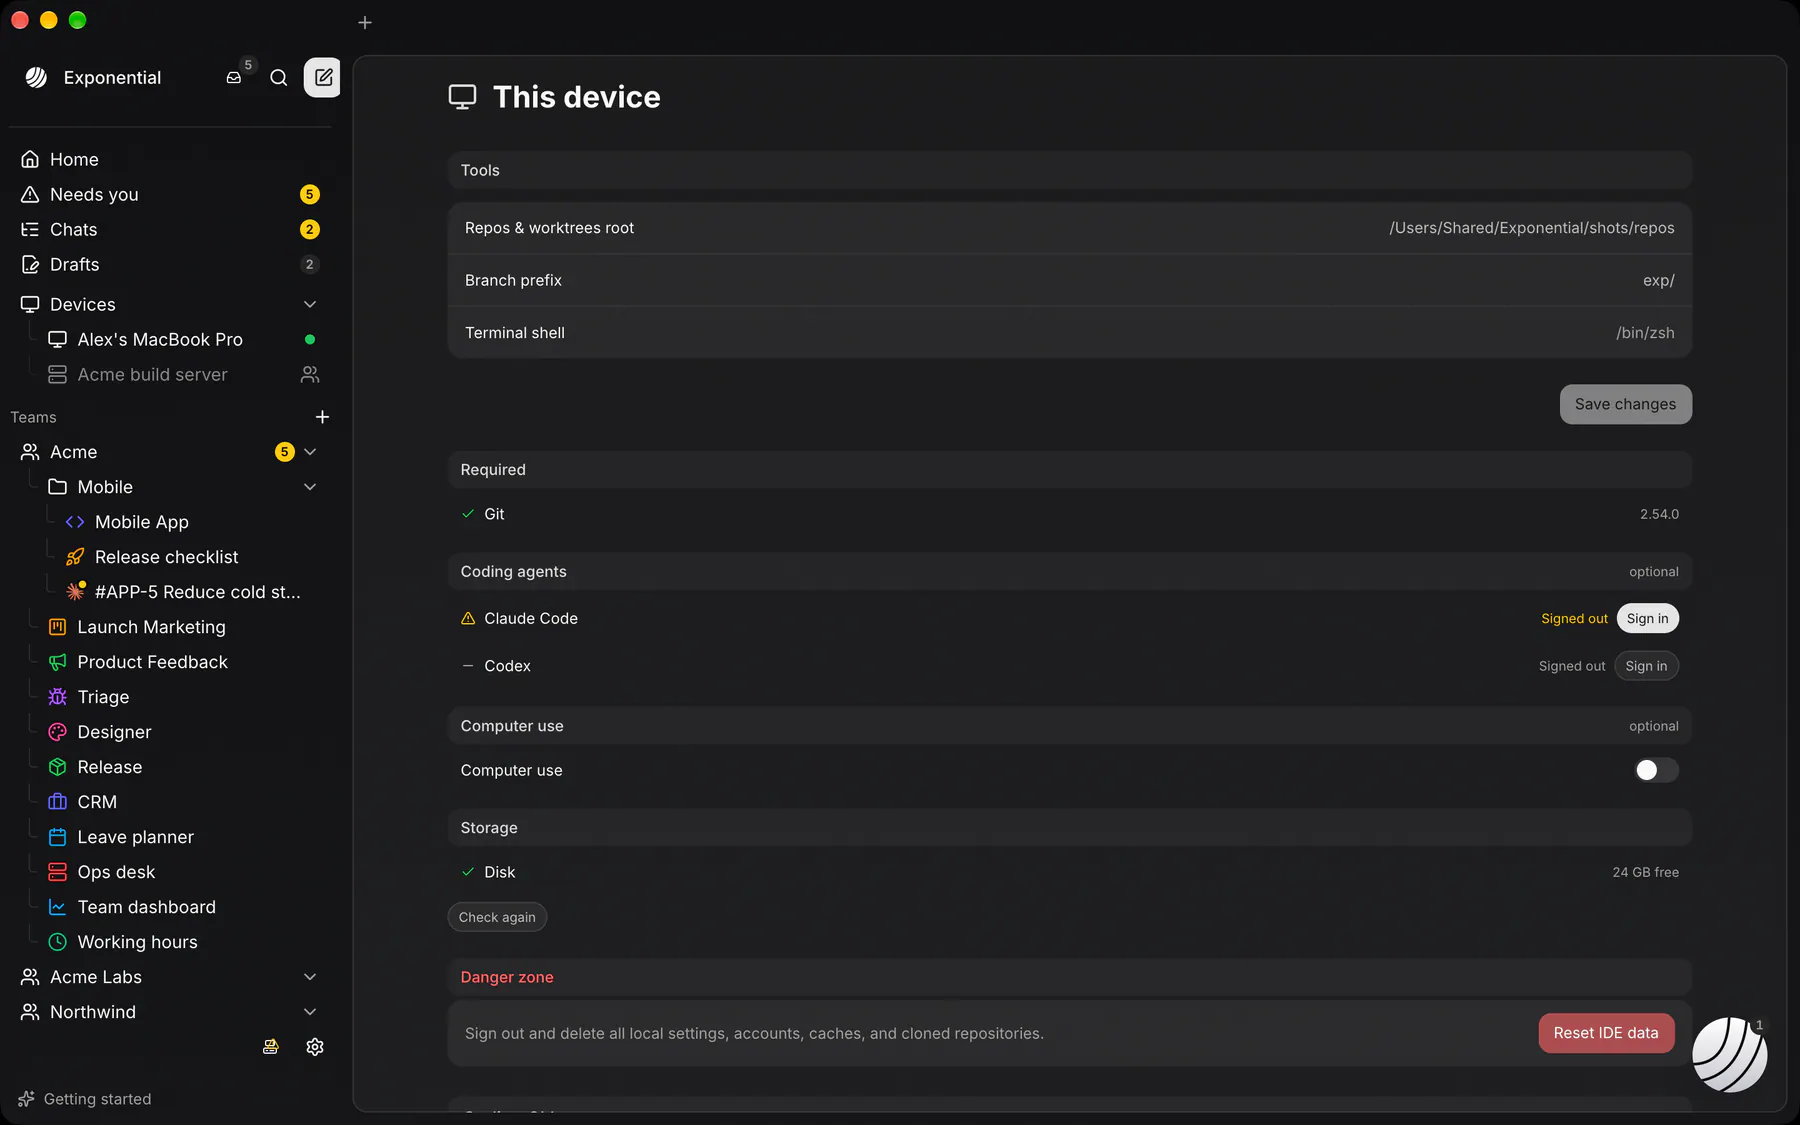 Exponential
5
This device
Home
Needs you
5
Chats
2
Drafts
2
Devices
Alex's MacBook Pro
Acme build server
Teams
Acme
5
Mobile
Mobile App
Release checklist
#APP-5 Reduce cold st...
Launch Marketing
Product Feedback
Triage
Designer
Release
CRM
Leave planner
Ops desk
Team dashboard
Working hours
Acme Labs
Northwind
Getting started
Tools
Repos & worktrees root
/Users/Shared/Exponential/shots/repos
Branch prefix
exp/
Terminal shell
/bin/zsh
Save changes
Required
Git
2.54.0
Coding agents
optional
Claude Code
Signed out
Sign in
Codex
Signed out
Sign in
Computer use
optional
Computer use
Storage
Disk
24 GB free
Check again
Danger zone
Sign out and delete all local settings, accounts, caches, and cloned repositories.
Reset IDE data
1